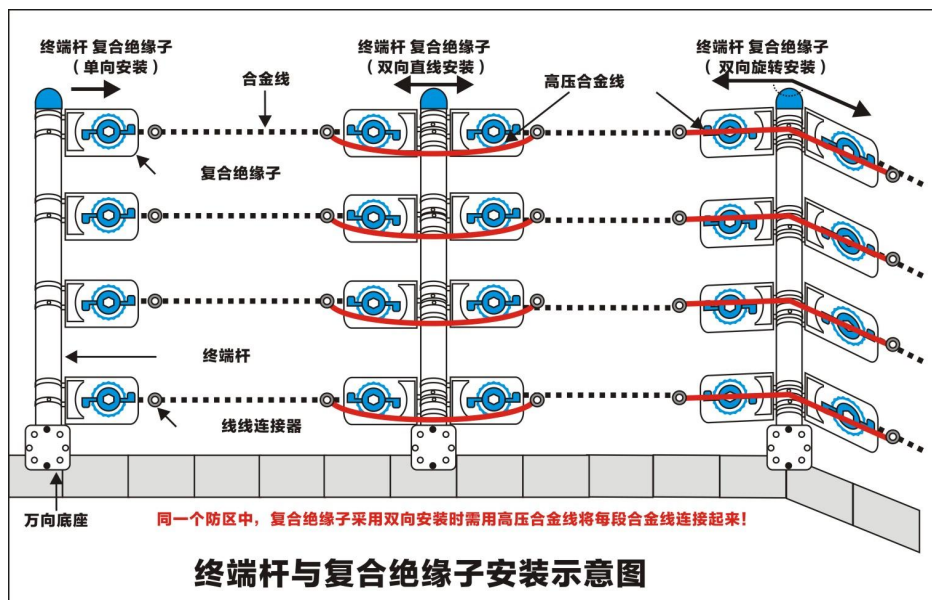 终端杆 复合绝缘子
（单向安装）
终端杆 复合绝缘子
（双向直线安装）
终端杆 复合绝缘子
（双向旋转安装）
合金线
高压合金线
复合绝缘子
终端杆
线线连接器
万向底座
同一个防区中，复合绝缘子采用双向安装时需用高压合金线将每段合金线连接起来！
终端杆与复合绝缘子安装示意图